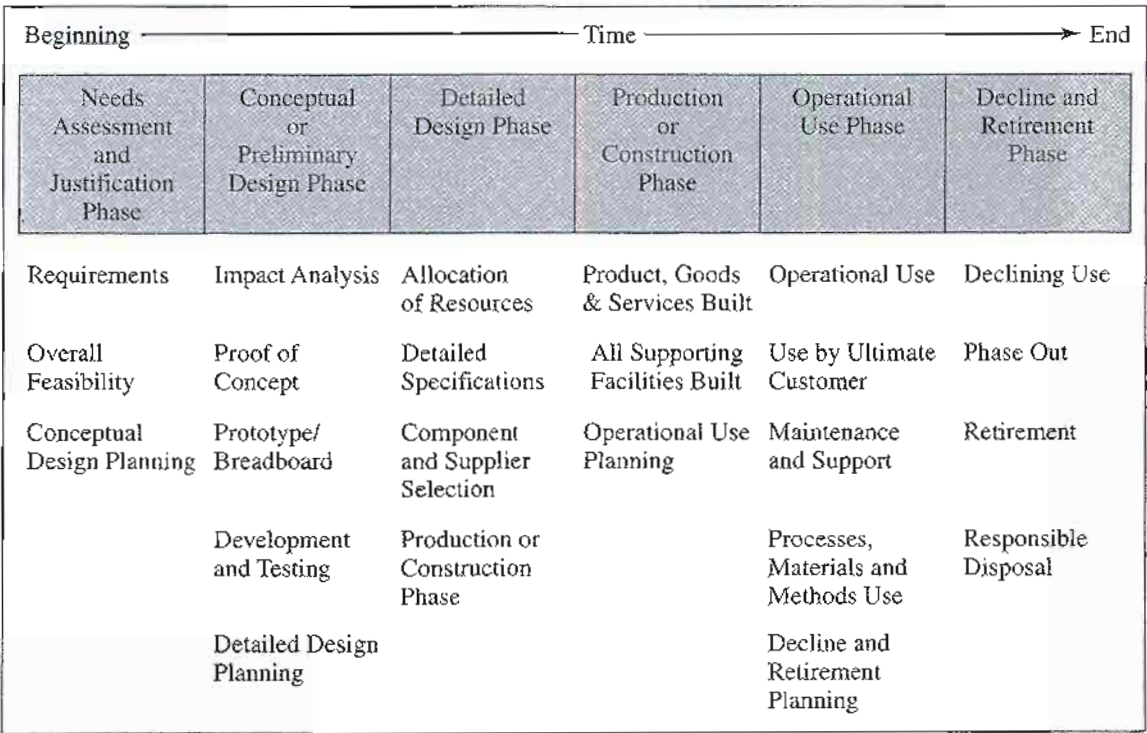 Beginning Time End
Needs
Assessment
and
Justification
Phase
Conceptual
or
Preliminary
Design Phase
Detailed
Design Phase
Production
or
Construction
Phase
Operational
Use Phase
Decline and
Retirement
Phase
Requirements
Overall
Feasibility
Conceptual
Design Planning
Impact Analysis
Proof of
Concept
Prototype/
Breadboard
Development
and Testing
Detailed Design
Planning
Allocation
of Resources
Detailed
Specifications
Component
and Supplier
Selection
Production or
Construction
Phase
Product, Goods
& Services Built
All Supporting
Facilities Built
Operational Use
Planning
Operational Use
Use by Ultimate
Customer
Maintenance
and Support
Processes,
Materials and
Methods Use
Decline and
Retirement
Planning
Declining Use
Phase Out
Retirement
Responsible
Disposal